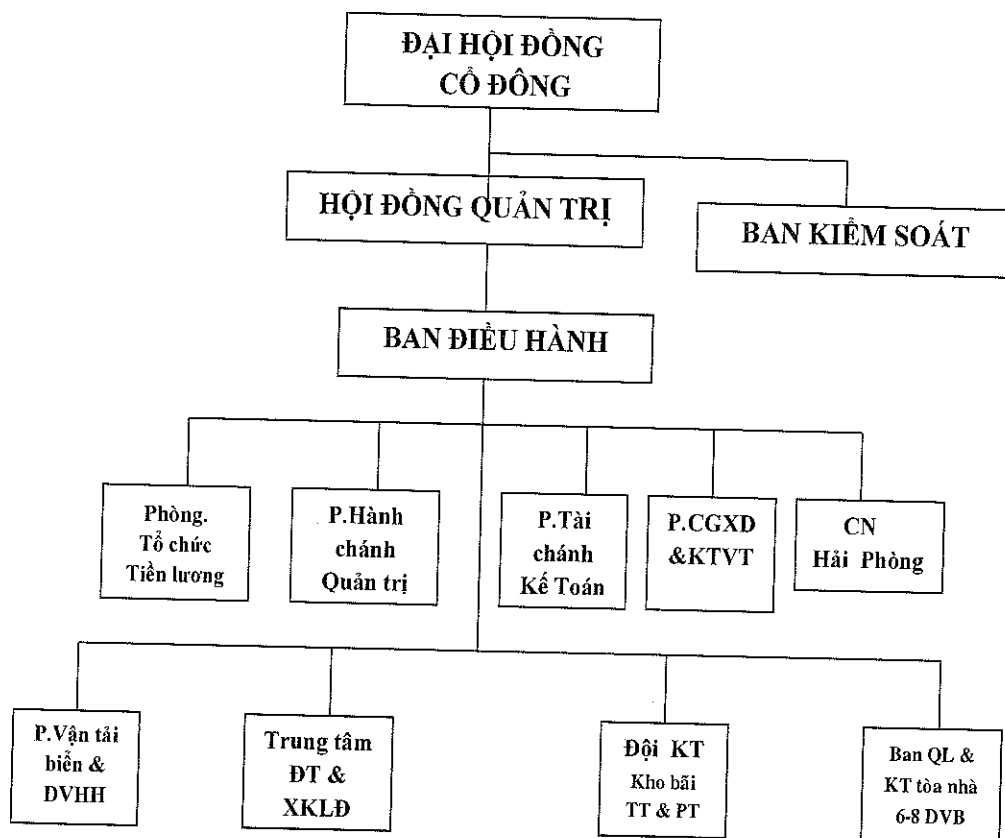 ĐẠI HỘI ĐỒNG
CỔ ĐÔNG
HỘI ĐỒNG QUẢN TRỊ
BAN KIỂM SOÁT
BAN ĐIỀU HÀNH
Phòng.
Tổ chức
Tiền lương
P.Hành
chánh
Quản trị
P.Tài
chánh
Kế Toán
P.CGXD
&KTVT
CN
Hải Phòng
P.Vận tải
biển &
DVHH
Trung tâm
ĐT &
XKLĐ
Đội KT
Kho bãi
TT & PT
Ban QL &
KT tòa nhà
6-8 DVB